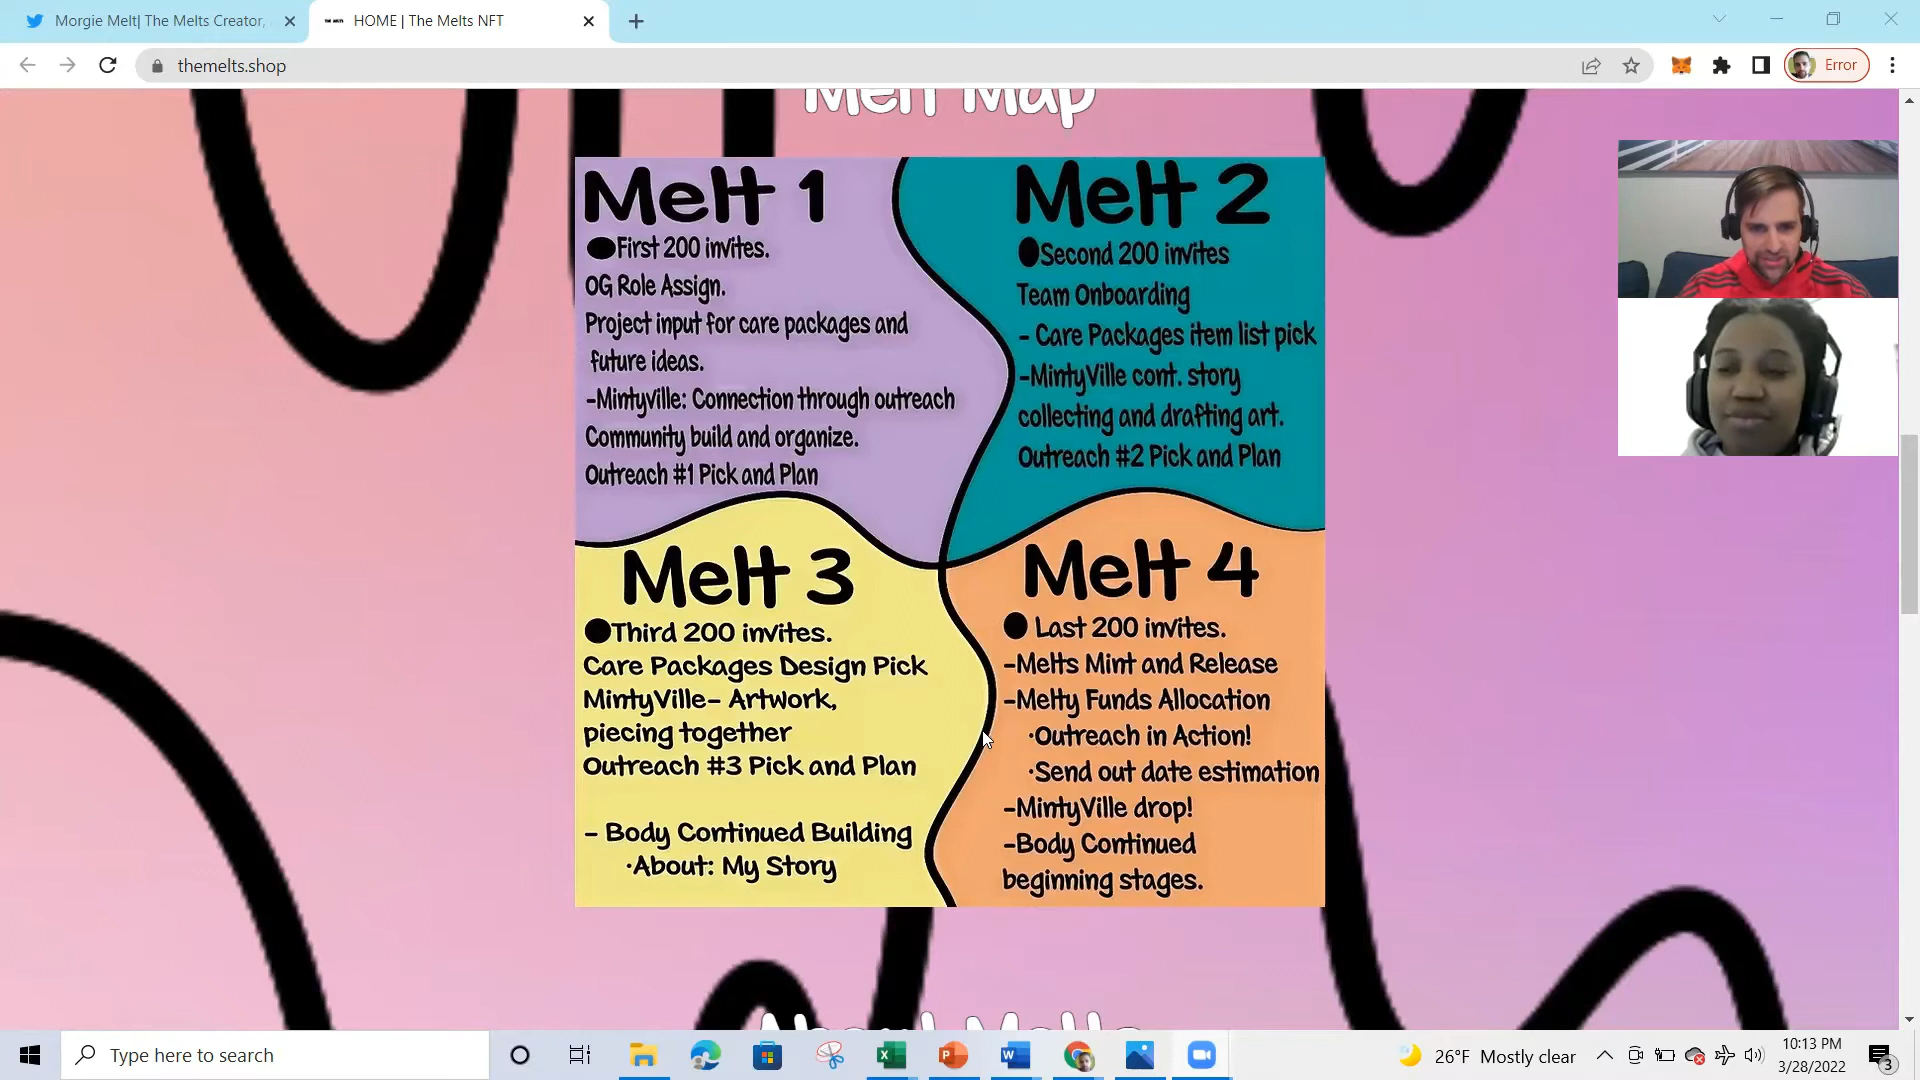 Morgie Melt| The Melts Creator,
HOME | The Melts NFT
themelts.shop
Error
Melt Map
Melt 1
First 200 invites.
OG Role Assign.
Project input for care packages and
future ideas.
-Mintyville: Connection through outreach
Community build and organize.
Outreach #1 Pick and Plan
Melt 2
Second 200 invites
Team Onboarding
- Care Packages item list pick
-MintyVille cont. story
collecting and drafting art.
Outreach #2 Pick and Plan
Melt 3
Third 200 invites.
Care Packages Design Pick
MintyVille- Artwork,
piecing together
Outreach #3 Pick and Plan
- Body Continued Building
·About: My Story
Melt 4
Last 200 invites.
-Melts Mint and Release
-Melty Funds Allocation
·Outreach in Action!
·Send out date estimation
-MintyVille drop!
-Body Continued
beginning stages.
About Melts
Type here to search
26°F Mostly clear
10:13 PM
3/28/2022
3